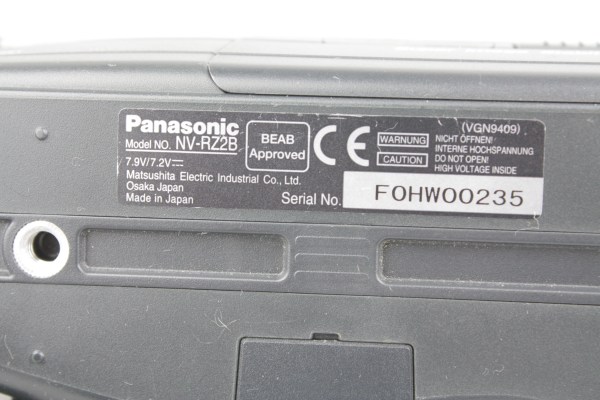 Panasonic
Model NO. NV-RZ2B
7.9V/7.2V⎓
Matsushita Electric Industrial Co., Ltd.
Osaka Japan
Made in Japan
BEAB
Approved
CE
(VGN9409)
WARNING NICHT ÖFFNEN!
INTERNE HOCHSPANNUNG
CAUTION DO NOT OPEN!
HIGH VOLTAGE INSIDE
Serial No. F0HW00235